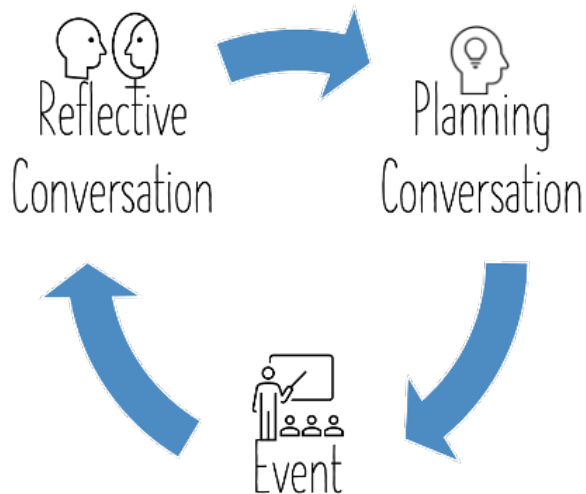 Reflective
Conversation
Planning
Conversation
Event